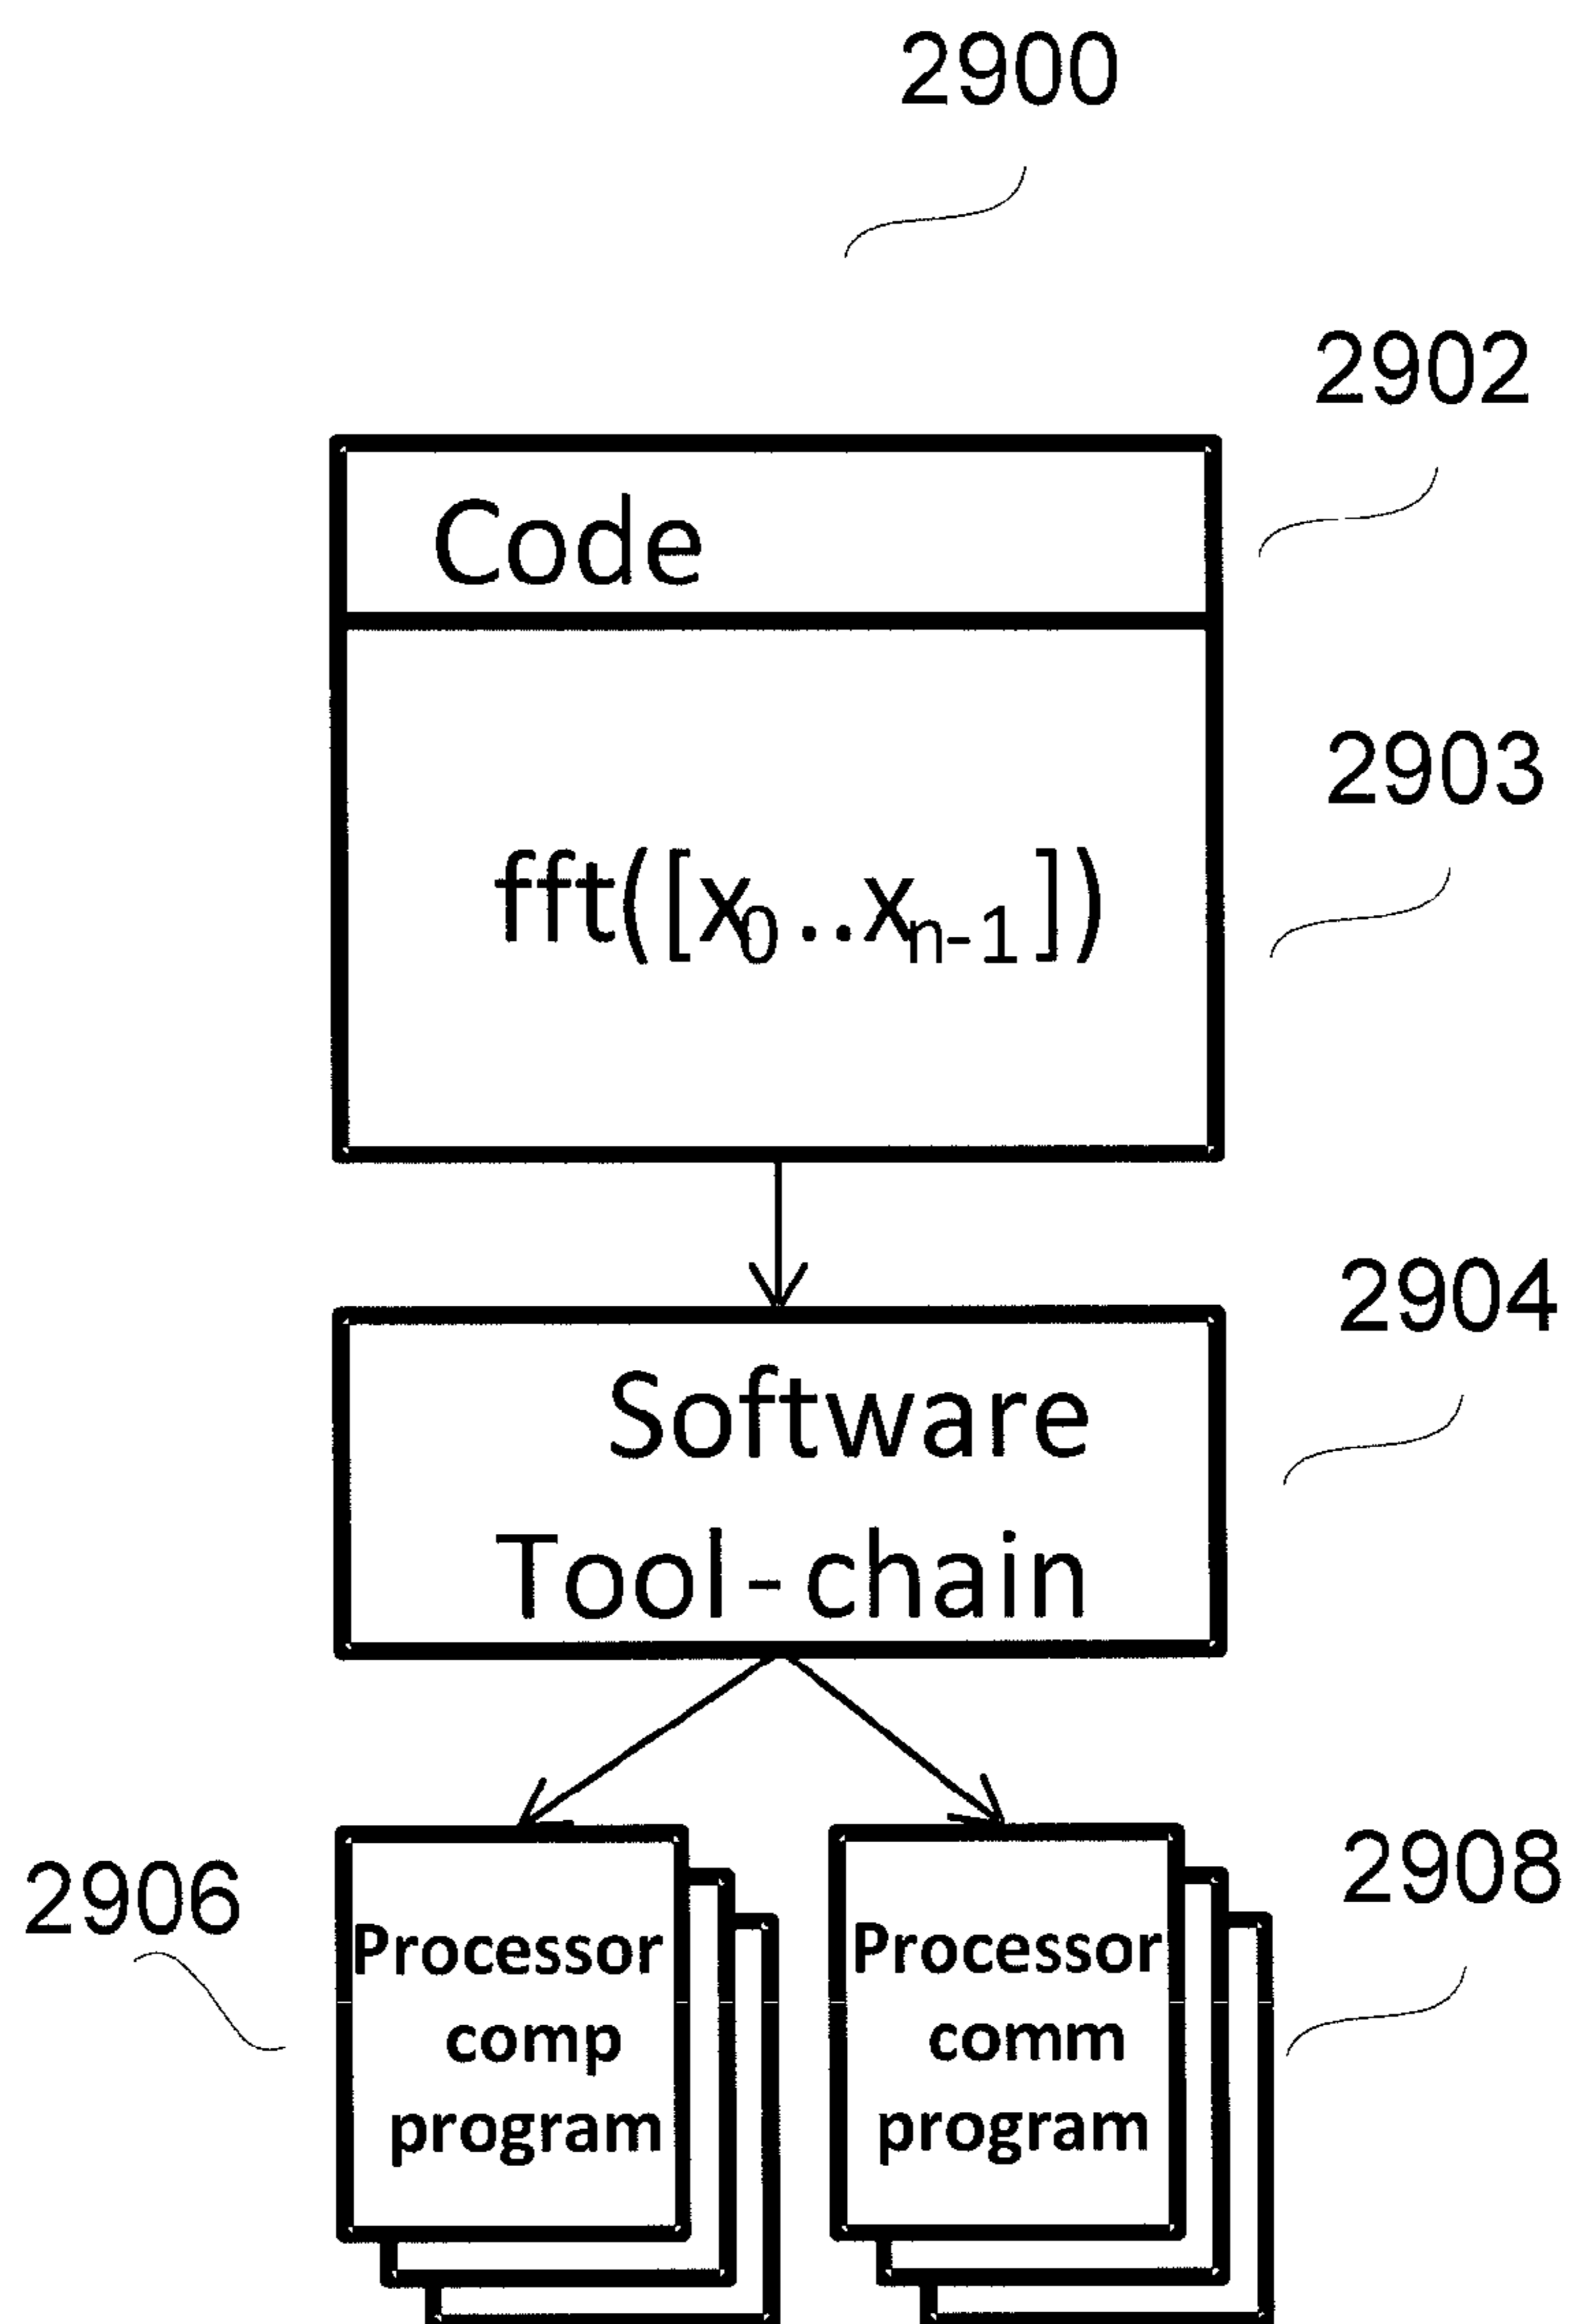 2900
2902
Code
2903
fft([x0..xn-1])
2904
Software
Tool-chain
2906
2908
Processor
comp
program
Processor
comm
program